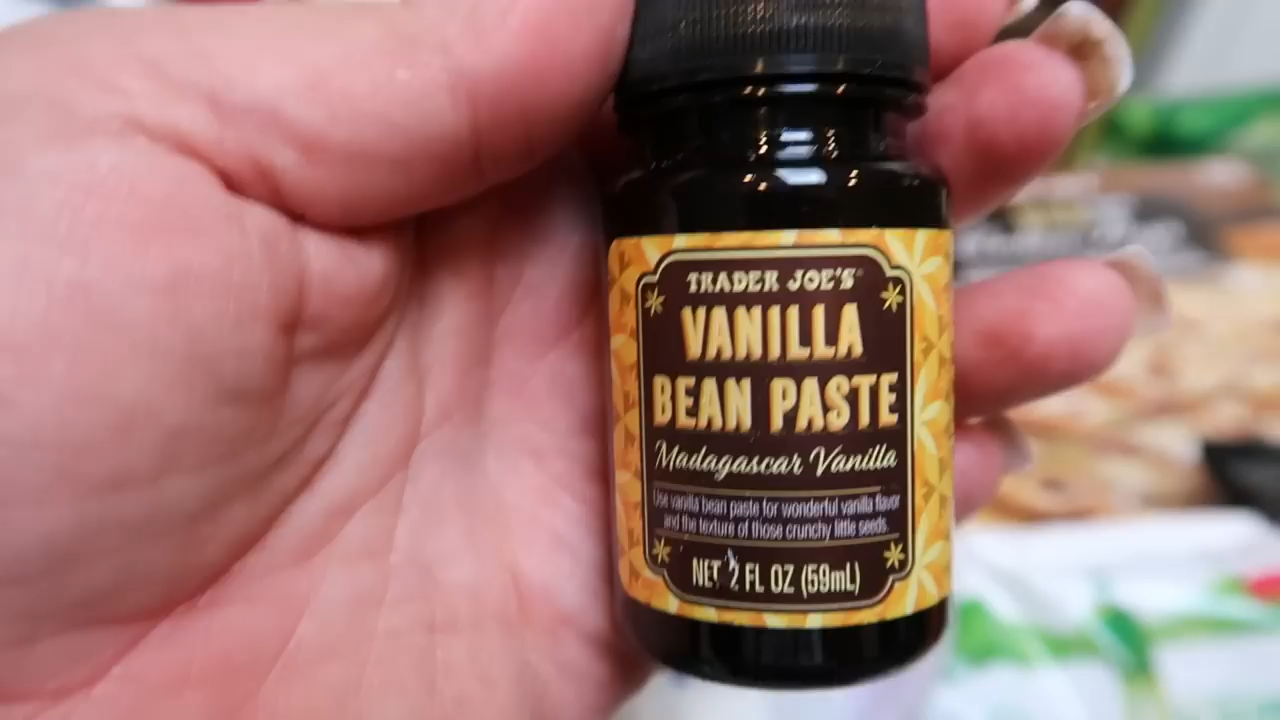 TRADER JOE'S
VANILLA
BEAN PASTE
Madagascar Vanilla
Use vanilla bean paste for wonderful vanilla flavor
and the texture of those crunchy little seeds.
NET 2 FL OZ (59mL)